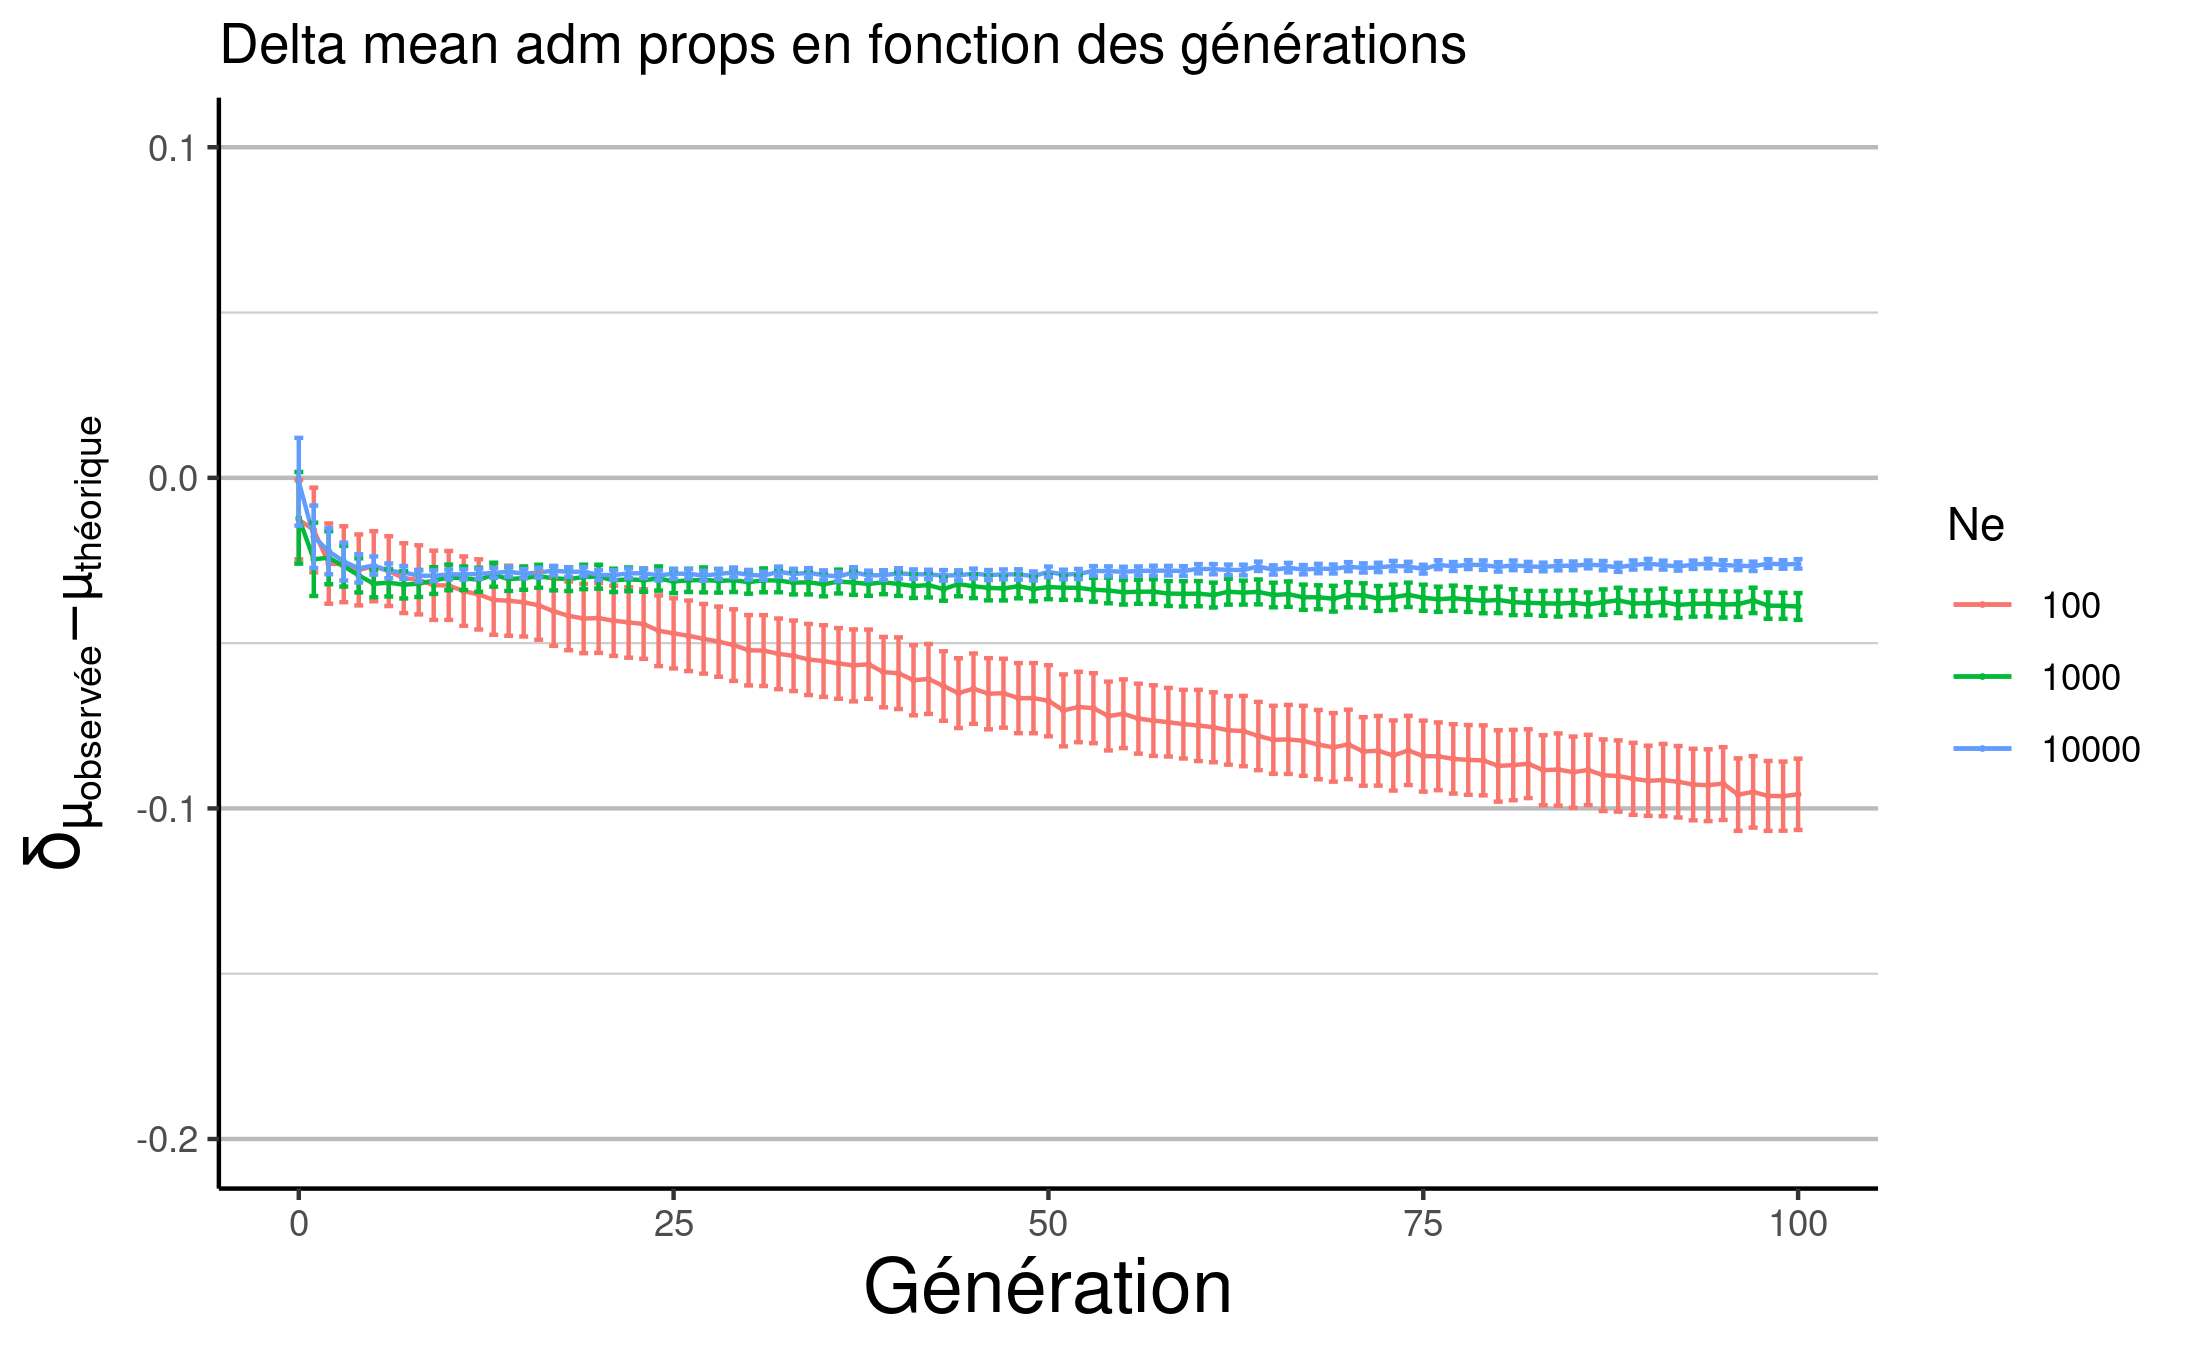 Delta mean adm props en fonction des générations
δμobservée−μthéorique
0.1
0.0
-0.1
-0.2
0 25 50 75 100
Génération
Ne
100
1000
10000